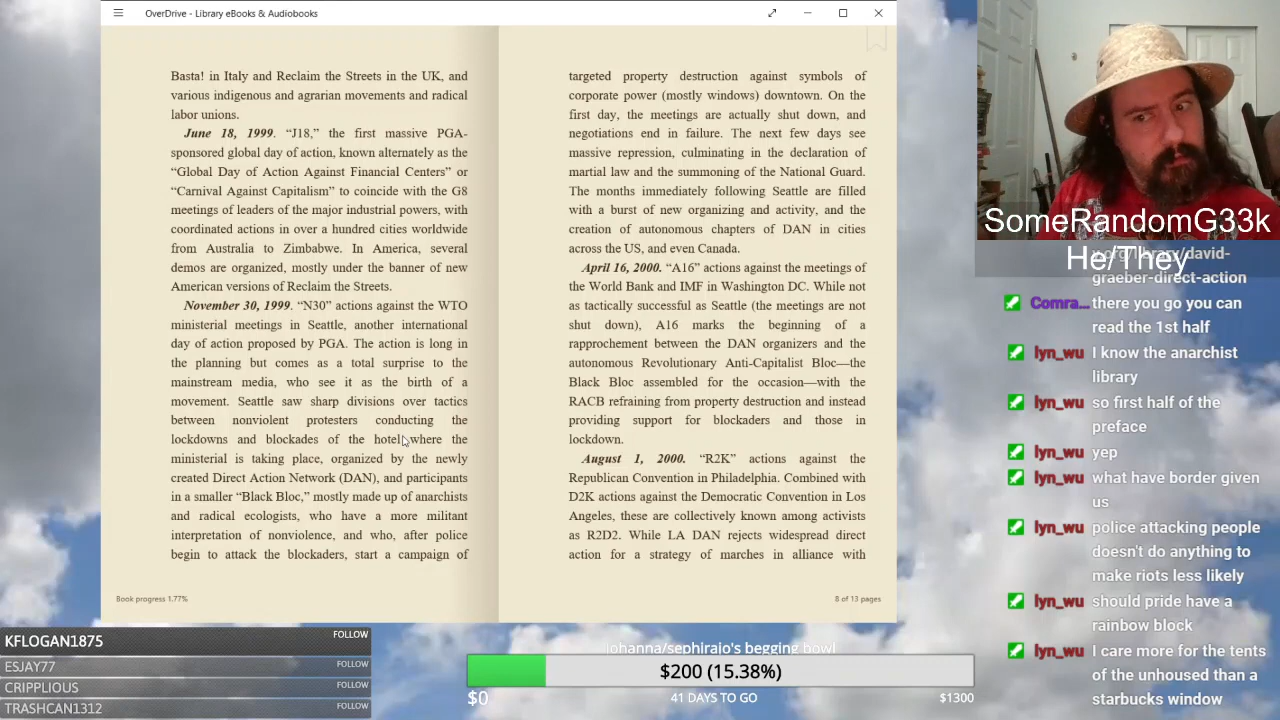 OverDrive - Library eBooks & Audiobooks
Basta! in Italy and Reclaim the Streets in the UK, and
various indigenous and agrarian movements and radical
labor unions.
June 18, 1999. “J18,” the first massive PGA-
sponsored global day of action, known alternately as the
“Global Day of Action Against Financial Centers” or
“Carnival Against Capitalism” to coincide with the G8
meetings of leaders of the major industrial powers, with
coordinated actions in over a hundred cities worldwide
from Australia to Zimbabwe. In America, several
demos are organized, mostly under the banner of new
American versions of Reclaim the Streets.
November 30, 1999. “N30” actions against the WTO
ministerial meetings in Seattle, another international
day of action proposed by PGA. The action is long in
the planning but comes as a total surprise to the
mainstream media, who see it as the birth of a
movement. Seattle saw sharp divisions over tactics
between nonviolent protesters conducting the
lockdowns and blockades of the hotel where the
ministerial is taking place, organized by the newly
created Direct Action Network (DAN), and participants
in a smaller “Black Bloc,” mostly made up of anarchists
and radical ecologists, who have a more militant
interpretation of nonviolence, and who, after police
begin to attack the blockaders, start a campaign of
Book progress 1.77%
targeted property destruction against symbols of
corporate power (mostly windows) downtown. On the
first day, the meetings are actually shut down, and
negotiations end in failure. The next few days see
massive repression, culminating in the declaration of
martial law and the summoning of the National Guard.
The months immediately following Seattle are filled
with a burst of new organizing and activity, and the
creation of autonomous chapters of DAN in cities
across the US, and even Canada.
April 16, 2000. “A16” actions against the meetings of
the World Bank and IMF in Washington DC. While not
as tactically successful as Seattle (the meetings are not
shut down), A16 marks the beginning of a
rapprochement between the DAN organizers and the
autonomous Revolutionary Anti-Capitalist Bloc—the
Black Bloc assembled for the occasion—with the
RACB refraining from property destruction and instead
providing support for blockaders and those in
lockdown.
August 1, 2000. “R2K” actions against the
Republican Convention in Philadelphia. Combined with
D2K actions against the Democratic Convention in Los
Angeles, these are collectively known among activists
as R2D2. While LA DAN rejects widespread direct
action for a strategy of marches in alliance with
8 of 13 pages
SomeRandomG33k
He/They
graeber-direct-action
Comra... there you go you can
read the 1st half
lyn_wu I know the anarchist
library
lyn_wu so first half of the
preface
lyn_wu yep
lyn_wu what have border given
us
lyn_wu police attacking people
doesn't do anything to
make riots less likely
lyn_wu should pride have a
rainbow block
lyn_wu I care more for the tents
of the unhoused than a
starbucks window
KFLOGAN1875 FOLLOW
ESJAY77 FOLLOW
CRIPPLIOUS FOLLOW
TRASHCAN1312 FOLLOW
johanna/sephiraio's begging bowl
$200 (15.38%)
$0 41 DAYS TO GO $1300